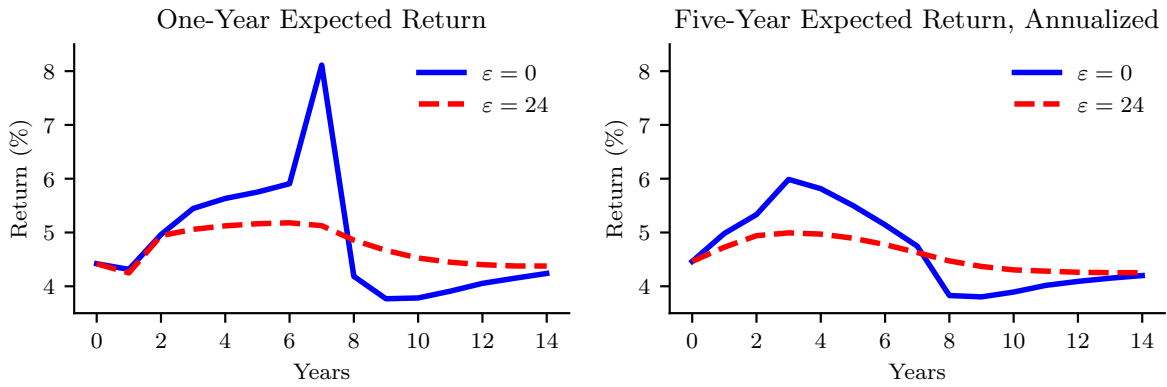 One-Year Expected Return
Return (%)
8
7
6
5
4
ε = 0
ε = 24
0 2 4 6 8 10 12 14
Years
Five-Year Expected Return, Annualized
Return (%)
8
7
6
5
4
ε = 0
ε = 24
0 2 4 6 8 10 12 14
Years